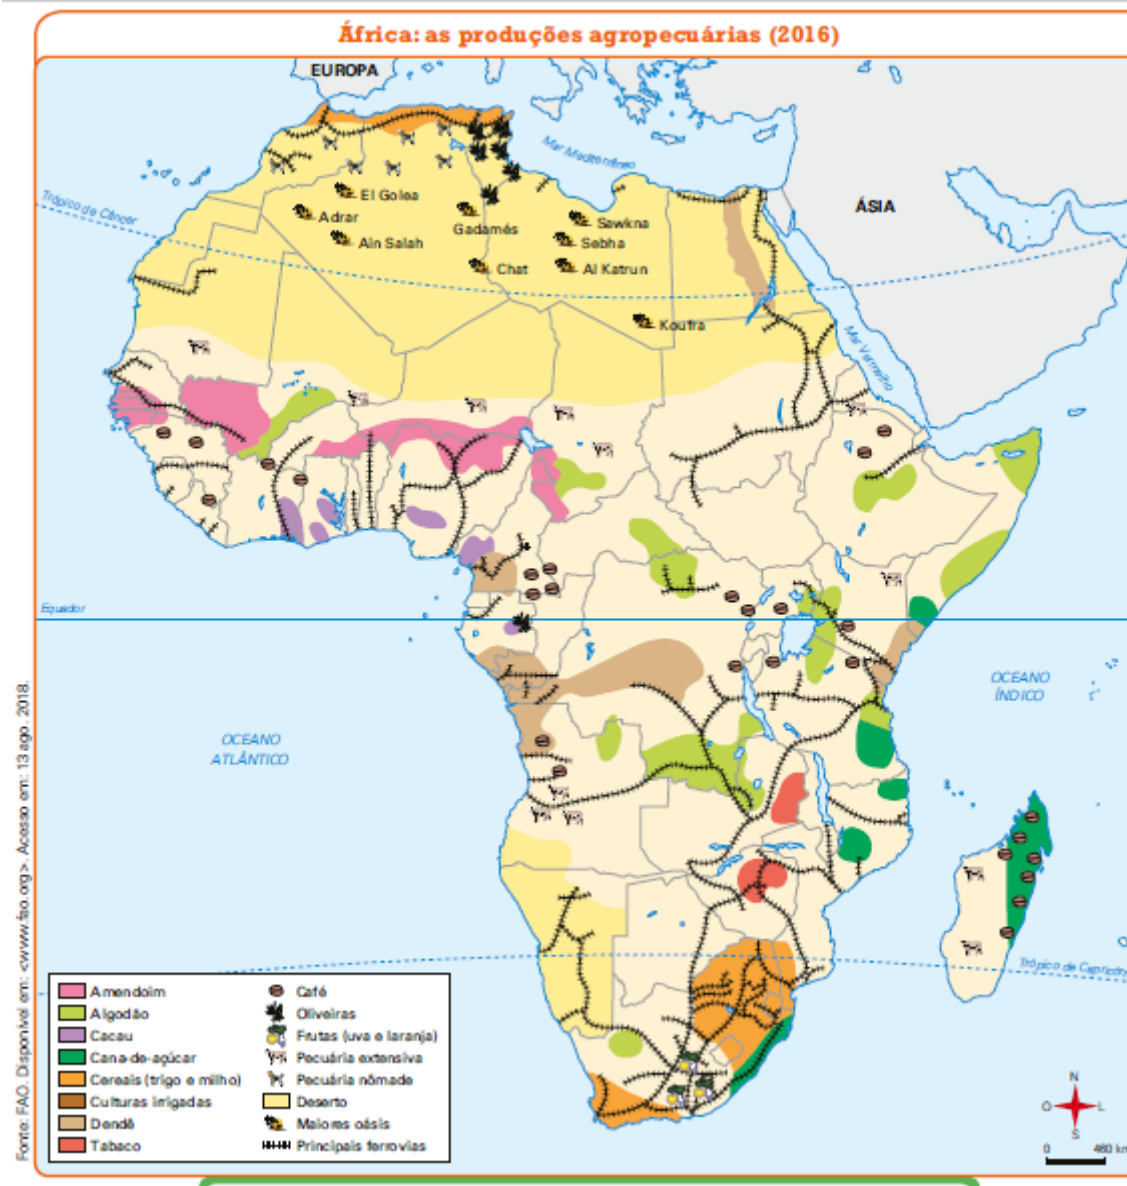 África: as produções agropecuárias (2016)
EUROPA
Mar Mediterrâneo
Trópico de Câncer
ÁSIA
El Golea
Adrar
Gadamés
Sawkna
Ain Salah
Sebha
Chat
Al Katrun
Koufra
Mar Vermelho
Equador
OCEANO
ÍNDICO
OCEANO
ATLÂNTICO
Trópico de Capricórnio
Amendoim
Algodão
Cacau
Cana-de-açúcar
Cereais (trigo e milho)
Culturas irrigadas
Dendê
Tabaco
Café
Oliveiras
Frutas (uva e laranja)
Pecuária extensiva
Pecuária nômade
Deserto
Maiores oásis
Principais ferrovias
N
O
L
S
0 460 km
Fonte: FAO. Disponível em: <www.fao.org>. Acesso em: 13 ago. 2018.